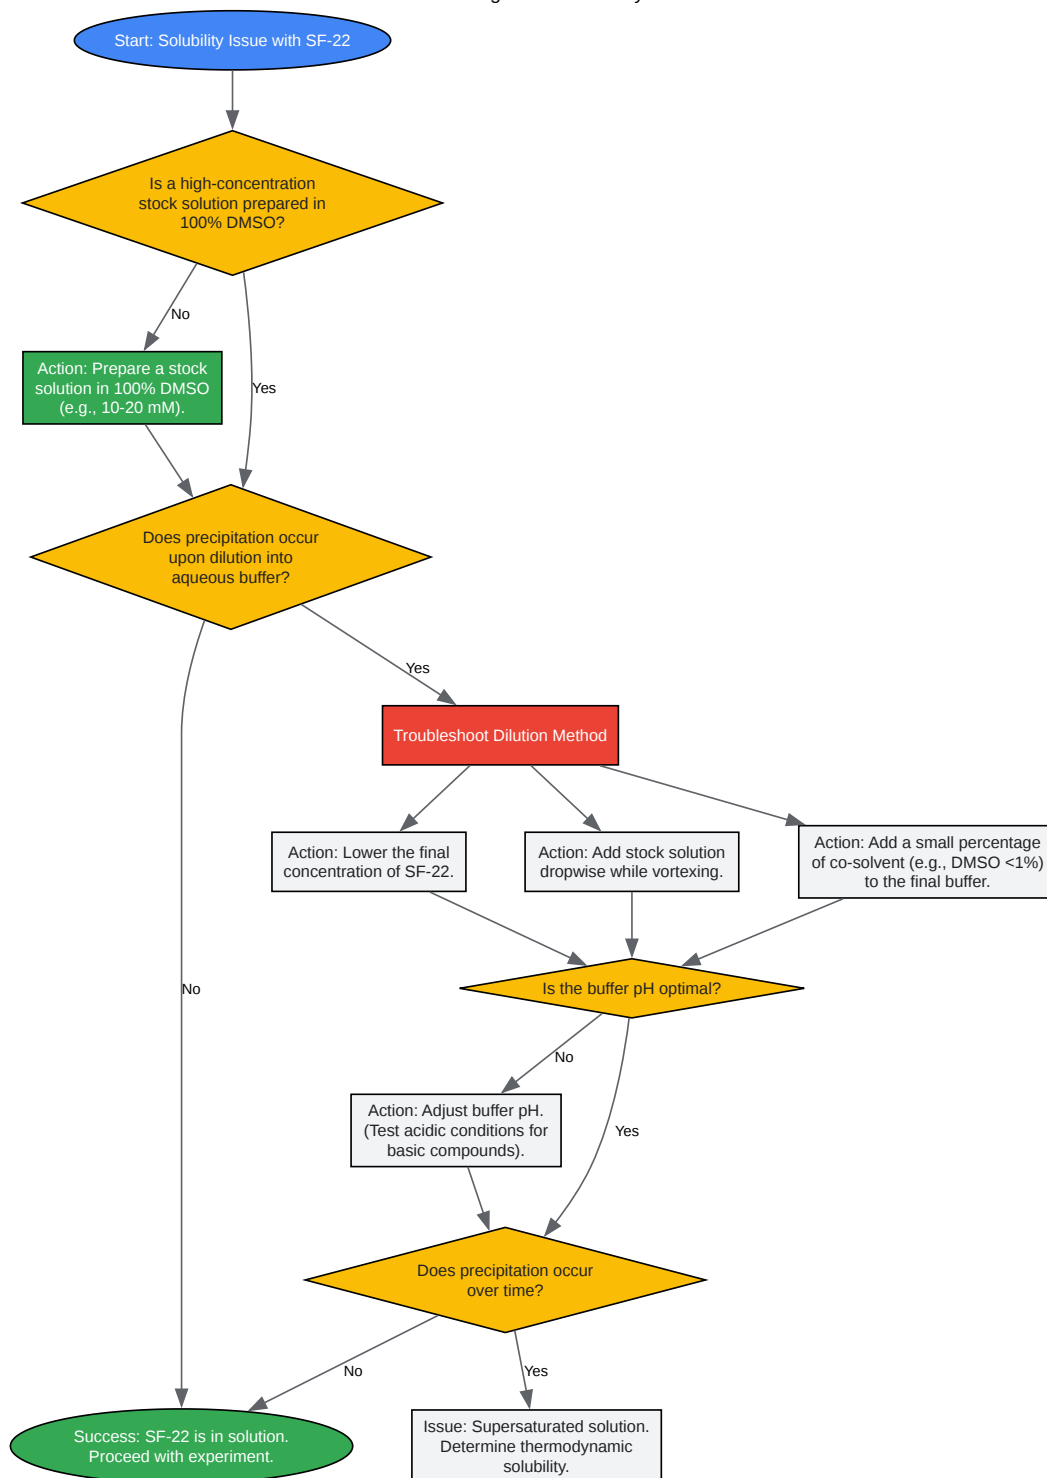 Start: Solubility Issue with SF-22
Is a high-concentration
stock solution prepared in
100% DMSO?
No
Action: Prepare a stock
solution in 100% DMSO
(e.g., 10-20 mM).
Yes
Does precipitation occur
upon dilution into
aqueous buffer?
Yes
Troubleshoot Dilution Method
Action: Lower the final
concentration of SF-22.
Action: Add stock solution
dropwise while vortexing.
Action: Add a small percentage
of co-solvent (e.g., DMSO <1%)
to the final buffer.
No
Is the buffer pH optimal?
No
Action: Adjust buffer pH.
(Test acidic conditions for
basic compounds).
Yes
Does precipitation occur
over time?
No
Yes
Success: SF-22 is in solution.
Proceed with experiment.
Issue: Supersaturated solution.
Determine thermodynamic
solubility.